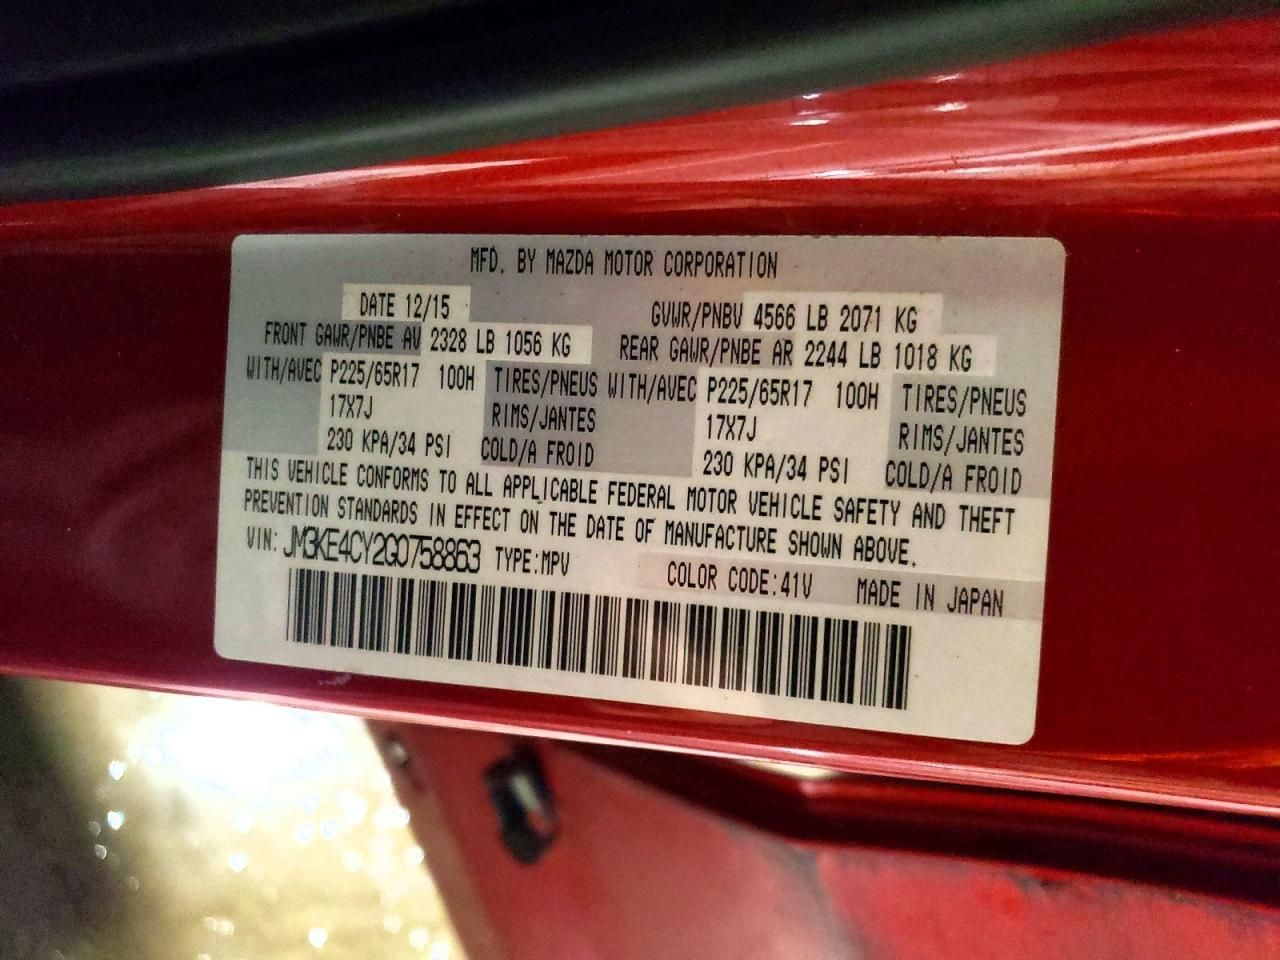 MFD. BY MAZDA MOTOR CORPORATION
DATE 12/15 GVWR/PNBV 4566 LB 2071 KG
FRONT GAWR/PNBE AV 2328 LB 1056 KG REAR GAWR/PNBE AR 2244 LB 1018 KG
WITH/AVEC P225/65R17 100H TIRES/PNEUS WITH/AVEC P225/65R17 100H TIRES/PNEUS
17X7J RIMS/JANTES 17X7J RIMS/JANTES
230 KPA/34 PSI COLD/A FROID 230 KPA/34 PSI COLD/A FROID
THIS VEHICLE CONFORMS TO ALL APPLICABLE FEDERAL MOTOR VEHICLE SAFETY AND THEFT
PREVENTION STANDARDS IN EFFECT ON THE DATE OF MANUFACTURE SHOWN ABOVE.
VIN: JM3KE4CY2G0758863 TYPE:MPV COLOR CODE:41V MADE IN JAPAN